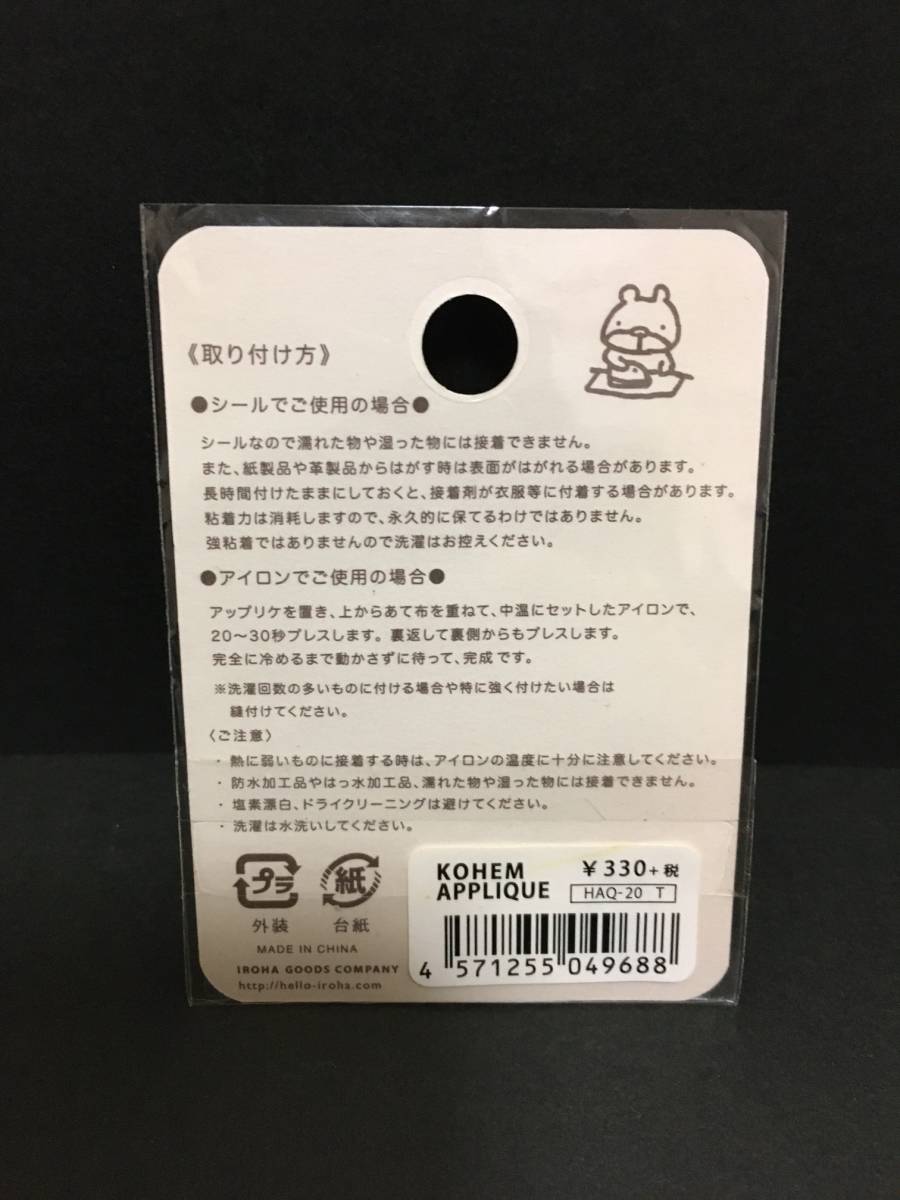 《取り付け方》
●シールでご使用の場合●
シールなので濡れた物や湿った物には接着できません。
また、紙製品や革製品からはがす時は表面がはがれる場合があります。
長時間付けたままにしておくと、接着剤が衣服等に付着する場合があります。
粘着力は消耗しますので、永久的に保てるわけではありません。
強粘着ではありませんので洗濯はお控えください。
●アイロンでご使用の場合●
アップリケを置き、上からあて布を重ねて、中温にセットしたアイロンで、
20〜30秒プレスします。裏返して裏側からもプレスします。
完全に冷めるまで動かさずに待って、完成です。
※洗濯回数の多いものに付ける場合や特に強く付けたい場合は
縫付けてください。
〈ご注意〉
・熱に弱いものに接着する時は、アイロンの温度に十分に注意してください。
・防水加工品やはっ水加工品、濡れた物や湿った物には接着できません。
・塩素漂白、ドライクリーニングは避けてください。
・洗濯は水洗いしてください。
プラ 紙
外装 台紙
MADE IN CHINA
IROHA GOODS COMPANY
http://hello-iroha.com
KOHEM
APPLIQUE
¥330+税
HAQ-20 T
4 571255 049688